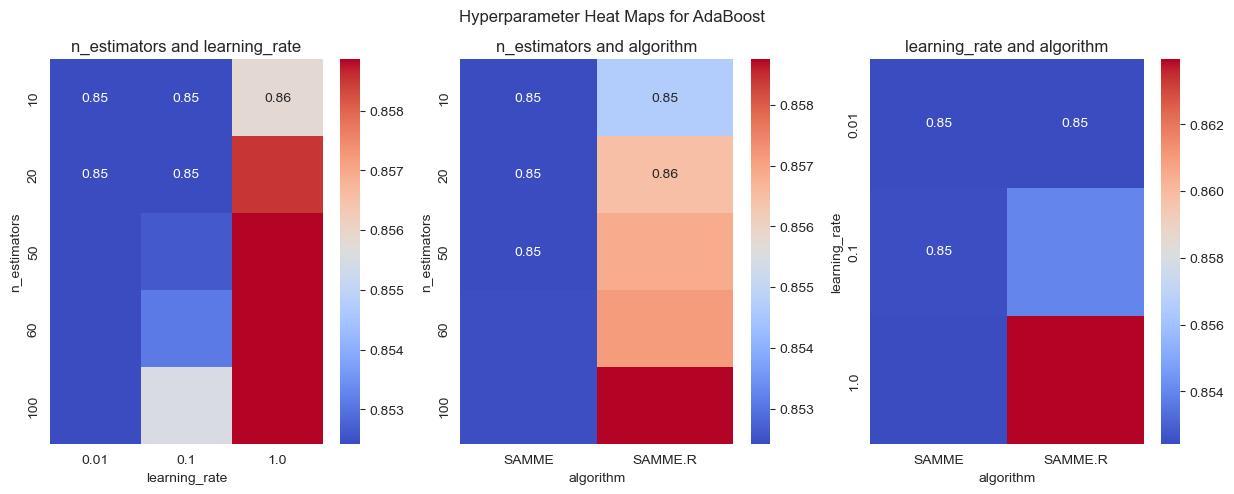 Hyperparameter Heat Maps for AdaBoost
n_estimators and learning_rate
n_estimators
10
20
50
60
100
0.85 0.85 0.86
0.85 0.85
0.01 0.1 1.0
learning_rate
0.858
0.857
0.856
0.855
0.854
0.853
n_estimators and algorithm
n_estimators
10
20
50
60
100
0.85 0.85
0.85 0.86
0.85
SAMME SAMME.R
algorithm
0.858
0.857
0.856
0.855
0.854
0.853
learning_rate and algorithm
learning_rate
0.01
0.1
1.0
0.85 0.85
0.85
SAMME SAMME.R
algorithm
0.862
0.860
0.858
0.856
0.854